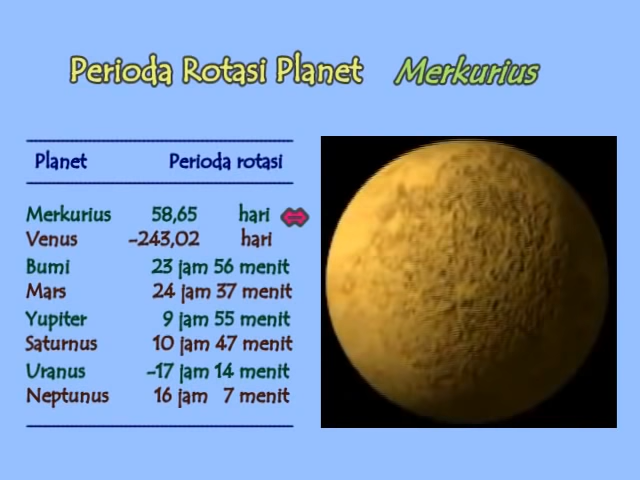 Perioda Rotasi Planet Merkurius
Planet Perioda rotasi
Merkurius 58,65 hari
Venus -243,02 hari
Bumi 23 jam 56 menit
Mars 24 jam 37 menit
Yupiter 9 jam 55 menit
Saturnus 10 jam 47 menit
Uranus -17 jam 14 menit
Neptunus 16 jam 7 menit